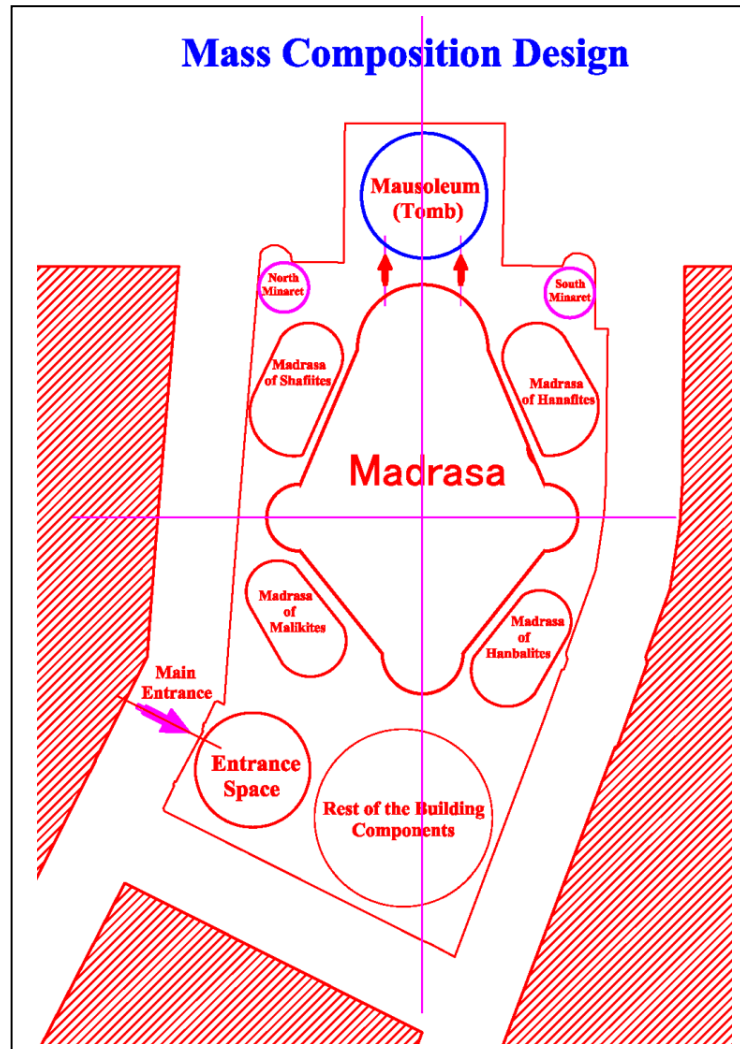 Mass Composition Design
Mausoleum
(Tomb)
North
Minaret
South
Minaret
Madrasa
of Shafiites
Madrasa
of Hanafites
Madrasa
Madrasa
of
Malikites
Madrasa
of
Hanbalites
Main
Entrance
Entrance
Space
Rest of the Building
Components